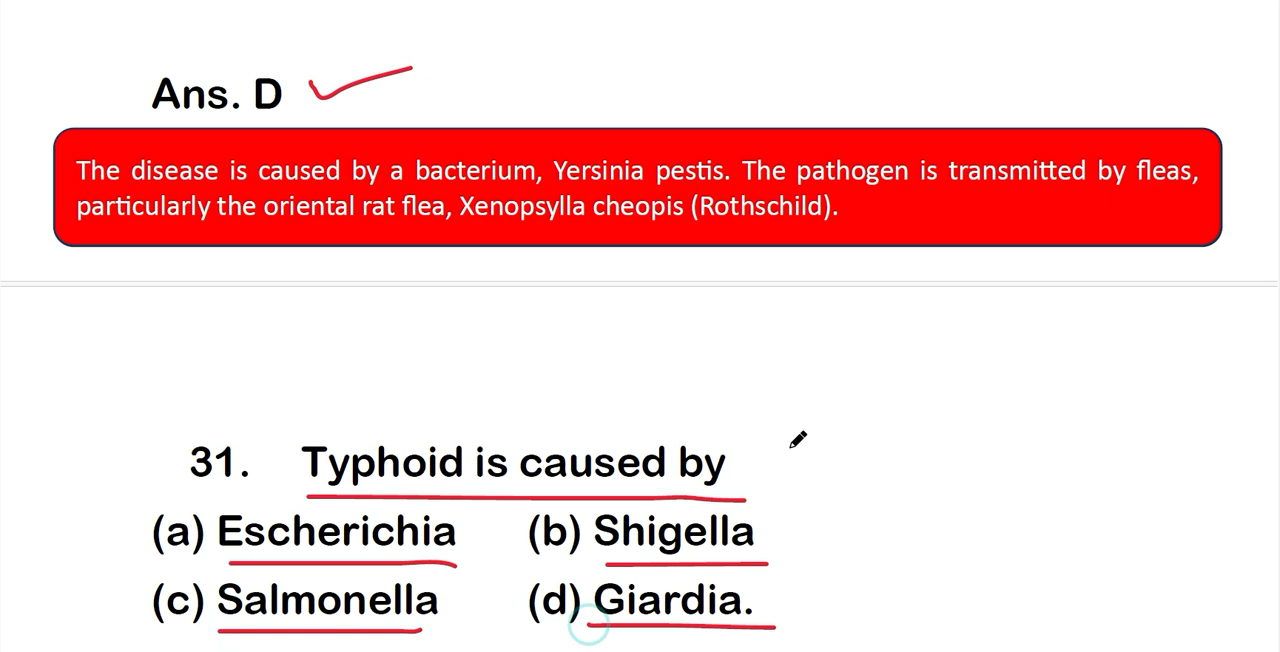 Ans. D
The disease is caused by a bacterium, Yersinia pestis. The pathogen is transmitted by fleas,
particularly the oriental rat flea, Xenopsylla cheopis (Rothschild).
31. Typhoid is caused by
(a) Escherichia (b) Shigella
(c) Salmonella (d) Giardia.